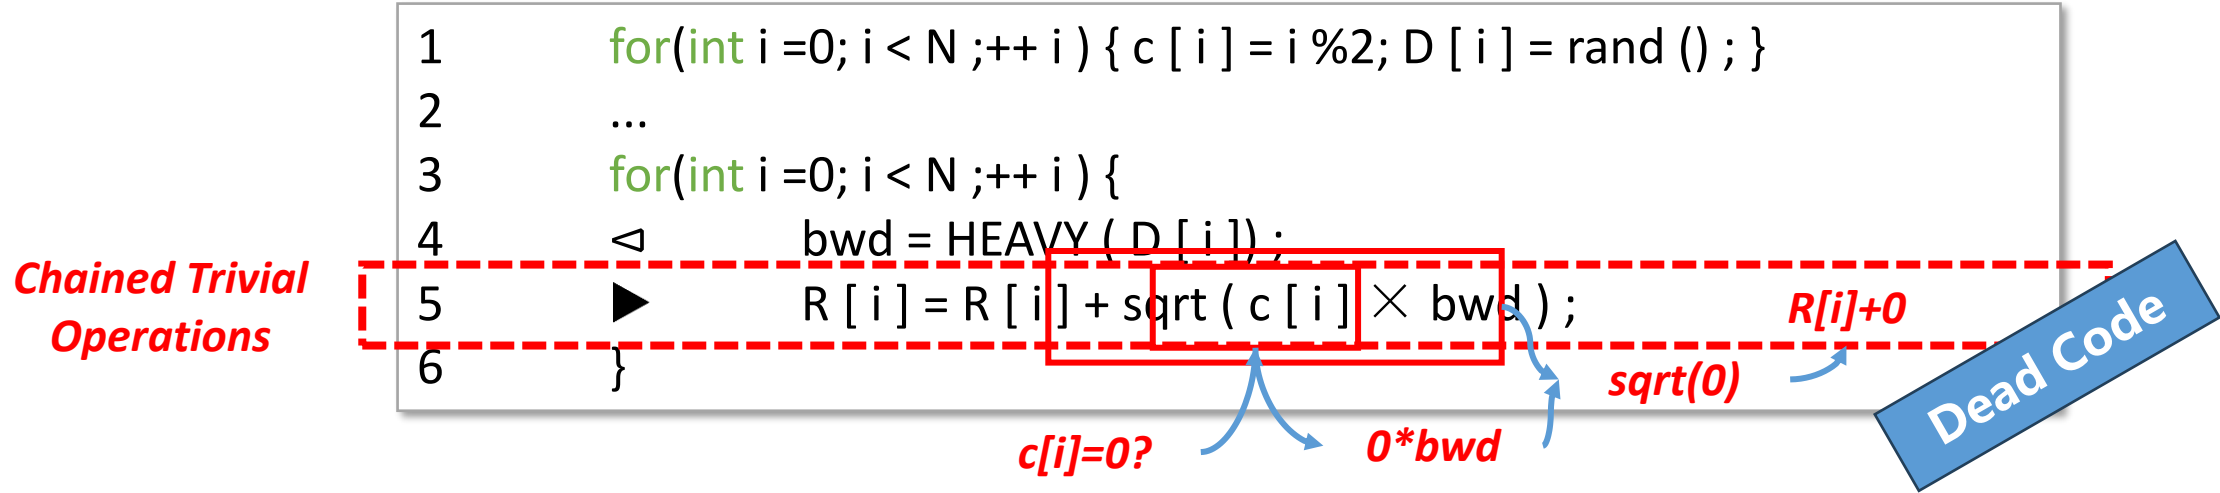 1 for(int i =0; i < N ;++ i ) { c [ i ] = i %2; D [ i ] = rand () ; }
2 ...
3 for(int i =0; i < N ;++ i ) {
4 ⊲ bwd = HEAVY ( D [ i ]) ;
Chained Trivial
Operations
5 ▶ R [ i ] = R [ i ] + sqrt ( c [ i ] × bwd ) ;
R[i]+0
6 }
sqrt(0)
Dead Code
c[i]=0?
0*bwd